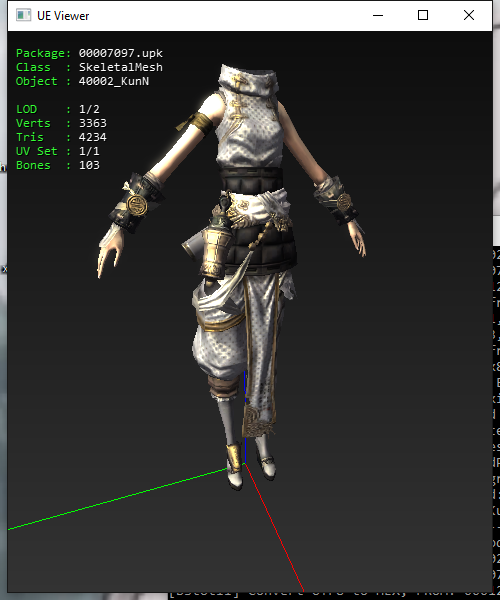 UE Viewer
Package: 00007097.upk
Class : SkeletalMesh
Object : 40002_KunN
LOD : 1/2
Verts : 3363
Tris : 4234
UV Set : 1/1
Bones : 103